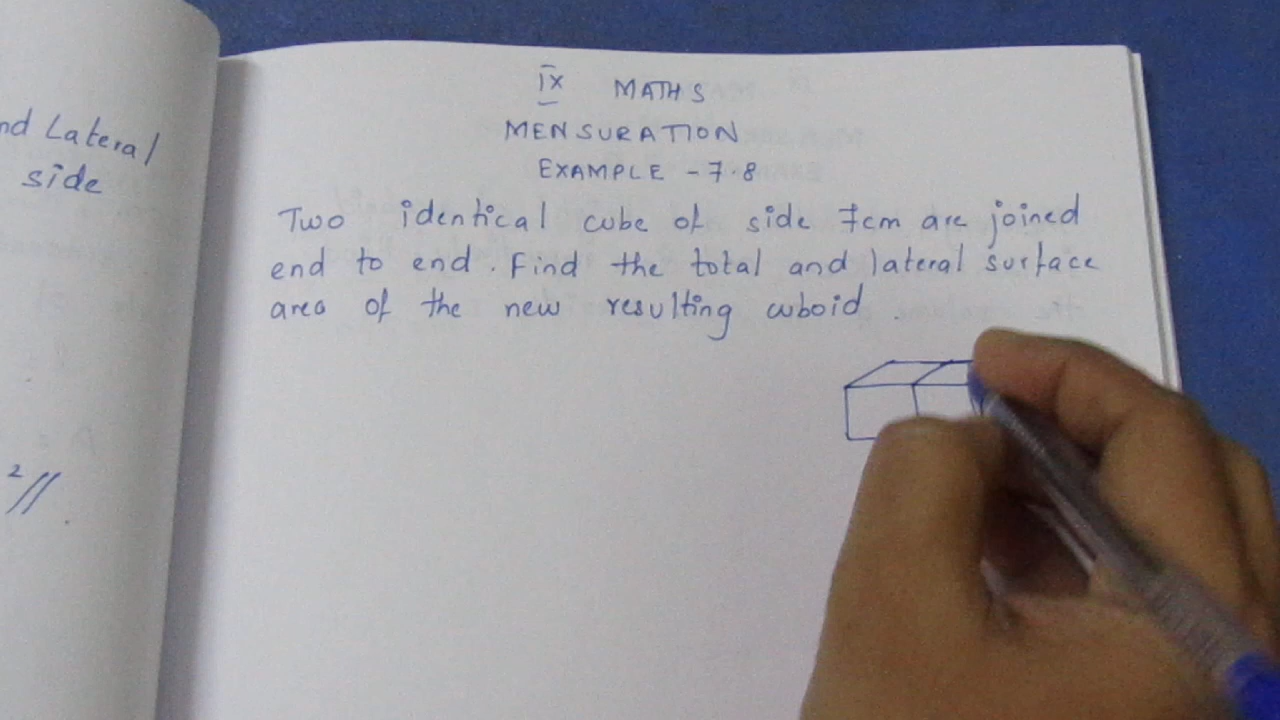 nd Lateral
side
2//
IX MATHS
MENSURATION
EXAMPLE - 7.8
Two identical cube of side 7cm are joined
end to end. Find the total and lateral surface
area of the new resulting cuboid.